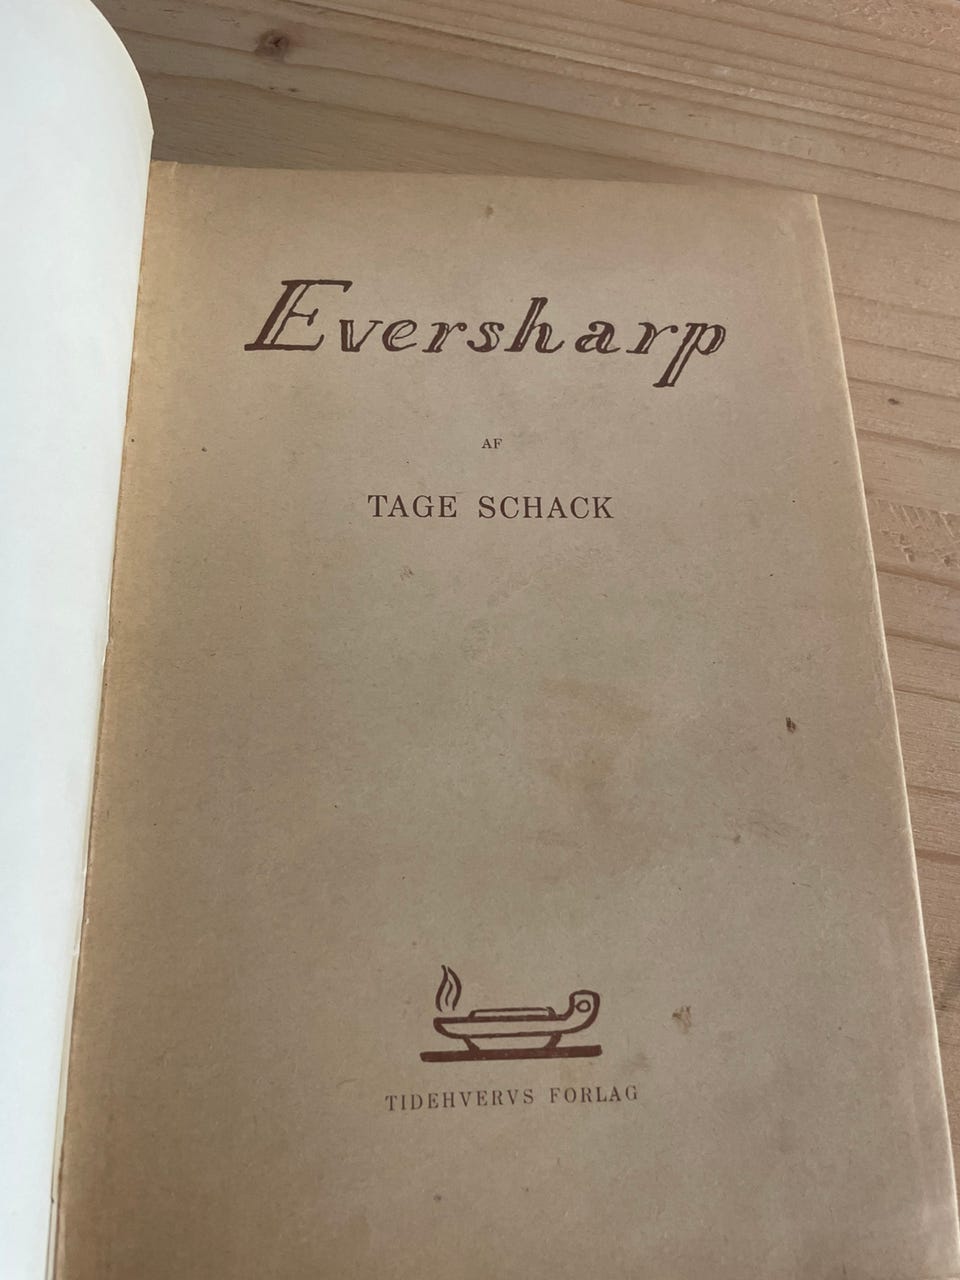 Eversharp
AF
TAGE SCHACK
TIDEHVERVS FORLAG